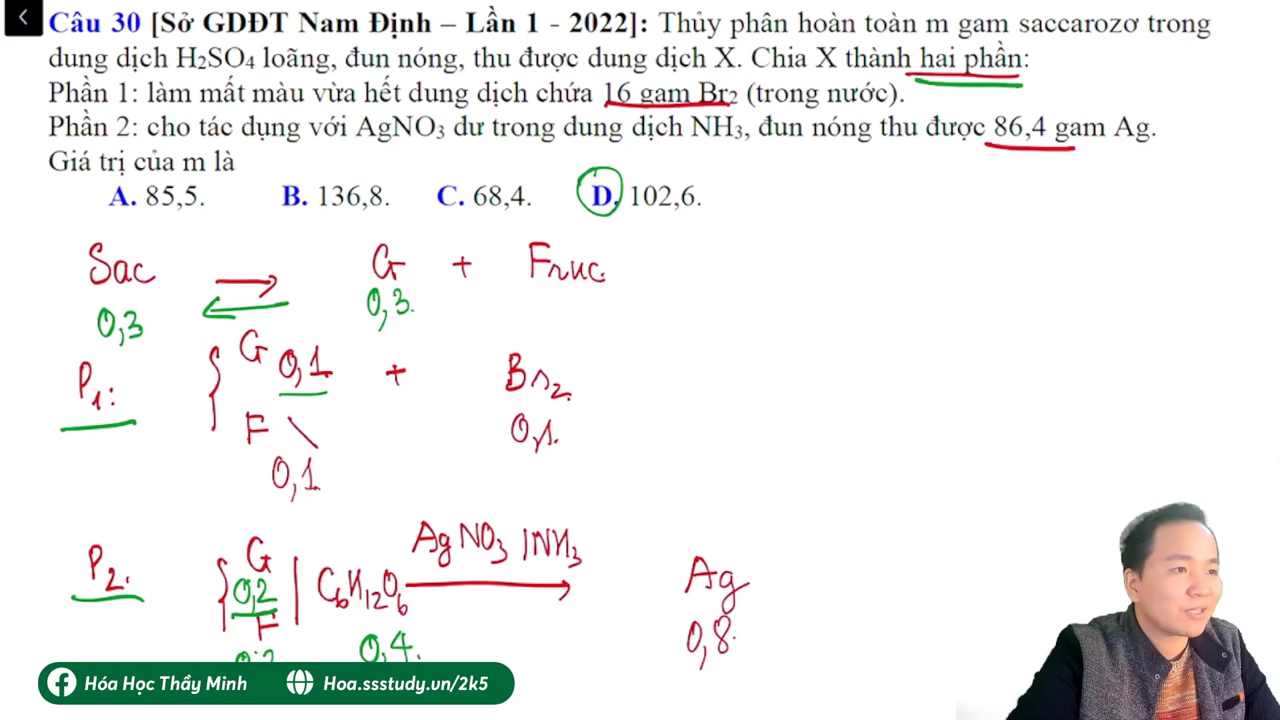 Câu 30 [Sở GDĐT Nam Định – Lần 1 - 2022]: Thủy phân hoàn toàn m gam saccarozơ trong
dung dịch H₂SO₄ loãng, đun nóng, thu được dung dịch X. Chia X thành hai phần:
Phần 1: làm mất màu vừa hết dung dịch chứa 16 gam Br₂ (trong nước).
Phần 2: cho tác dụng với AgNO₃ dư trong dung dịch NH₃, đun nóng thu được 86,4 gam Ag.
Giá trị của m là
A. 85,5. B. 136,8. C. 68,4. D. 102,6.
Sac → G + Fruc.
0,3 ← 0,3.
P1: { G 0,1 + Br₂.
F \ 0,1.
0,1
P2. { G | C₆H₁₂O₆ AgNO₃/NH₃ → Ag
0,2
F
0,4. 0,8.
Hóa Học Thầy Minh Hoa.ssstudy.vn/2k5